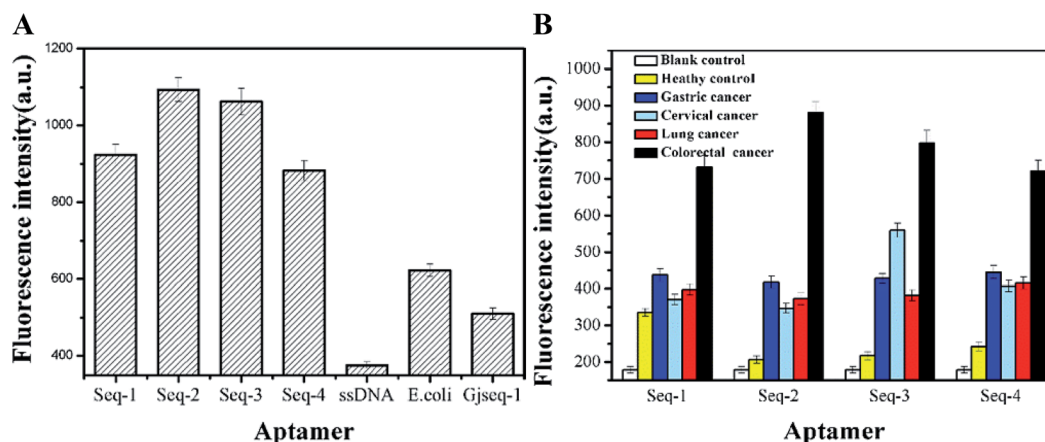 A
Fluorescence intensity(a.u.)
1200
1000
800
600
400
Seq-1 Seq-2 Seq-3 Seq-4 ssDNA E.coli Gjseq-1
Aptamer
B
Fluorescence intensity(a.u.)
1000
900
800
700
600
500
400
300
200
Blank control
Heathy control
Gastric cancer
Cervical cancer
Lung cancer
Colorectal cancer
Seq-1 Seq-2 Seq-3 Seq-4
Aptamer